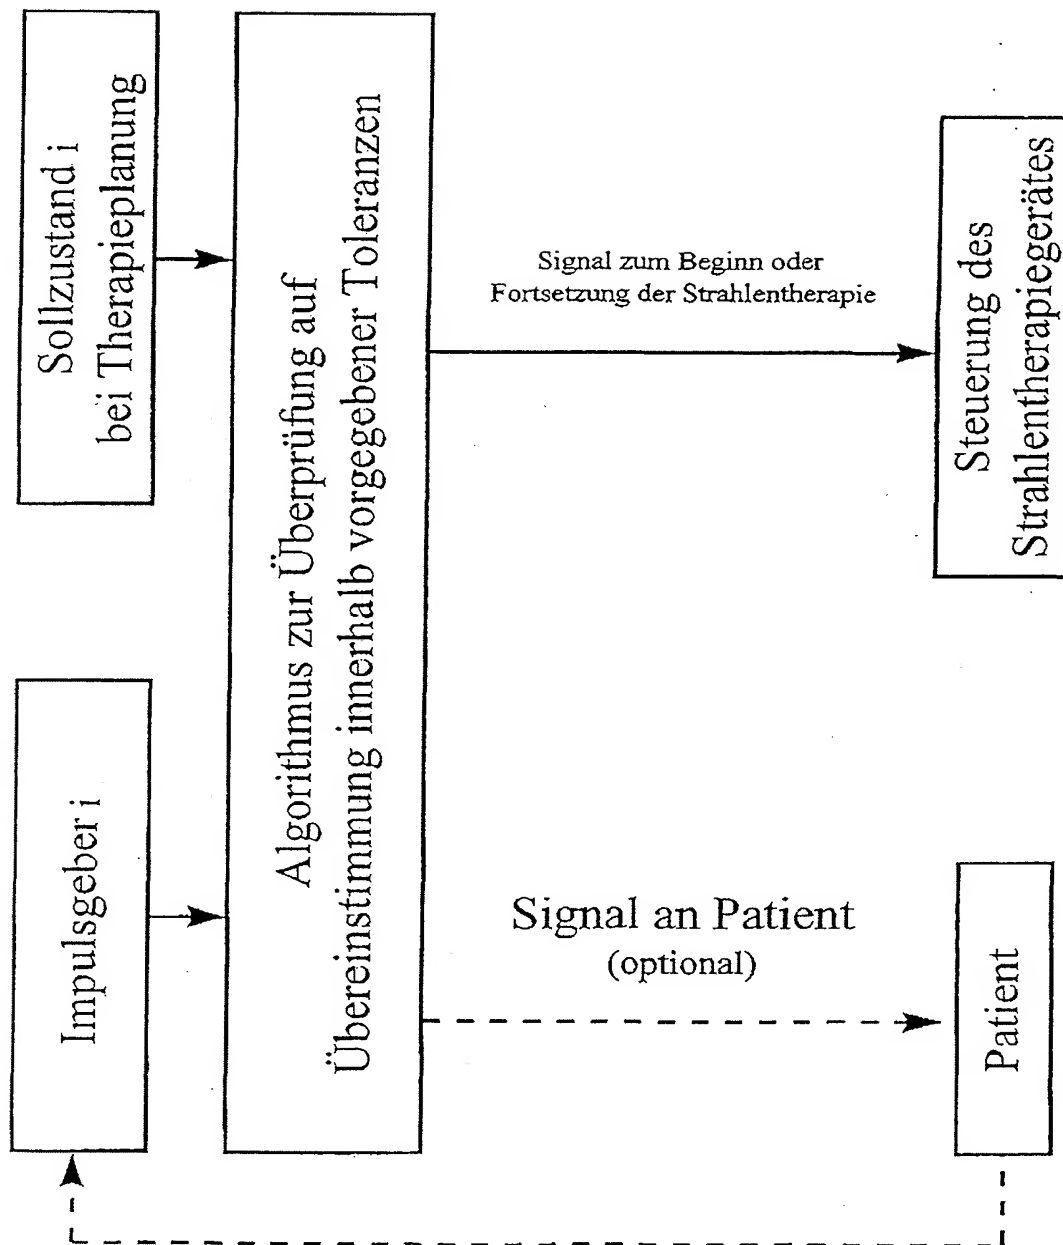 Sollzustand i
bei Therapieplanung
Impulsgeber i
Algorithmus zur Überprüfung auf
Übereinstimmung innerhalb vorgegebener Toleranzen
Signal zum Beginn oder
Fortsetzung der Strahlentherapie
Signal an Patient
(optional)
Steuerung des
Strahlentherapiegerätes
Patient